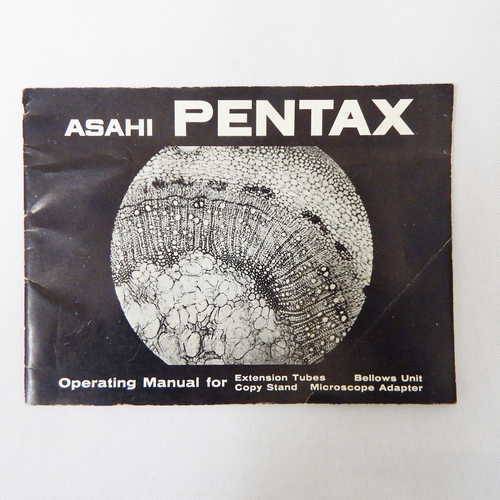 ASAHI PENTAX
Operating Manual for Extension Tubes Bellows Unit
Copy Stand Microscope Adapter